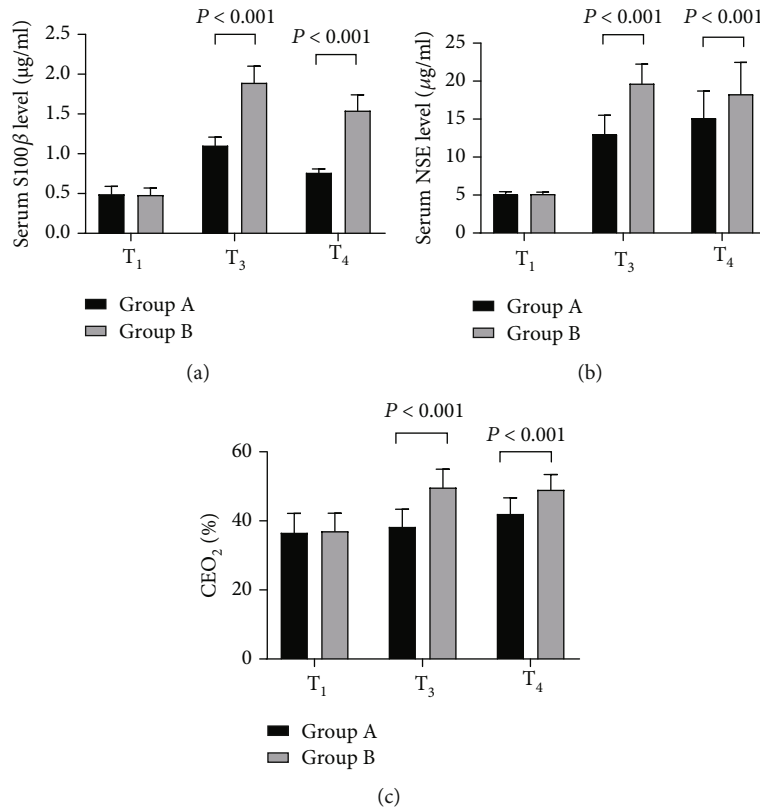 P < 0.001
P < 0.001
Serum S100β level (μg/ml)
2.5
2.0
1.5
1.0
0.5
0.0
T1
T3
T4
Group A
Group B
(a)
P < 0.001
P < 0.001
Serum NSE level (μg/ml)
25
20
15
10
5
0
T1
T3
T4
Group A
Group B
(b)
P < 0.001
P < 0.001
CEO2 (%)
60
40
20
0
T1
T3
T4
Group A
Group B
(c)